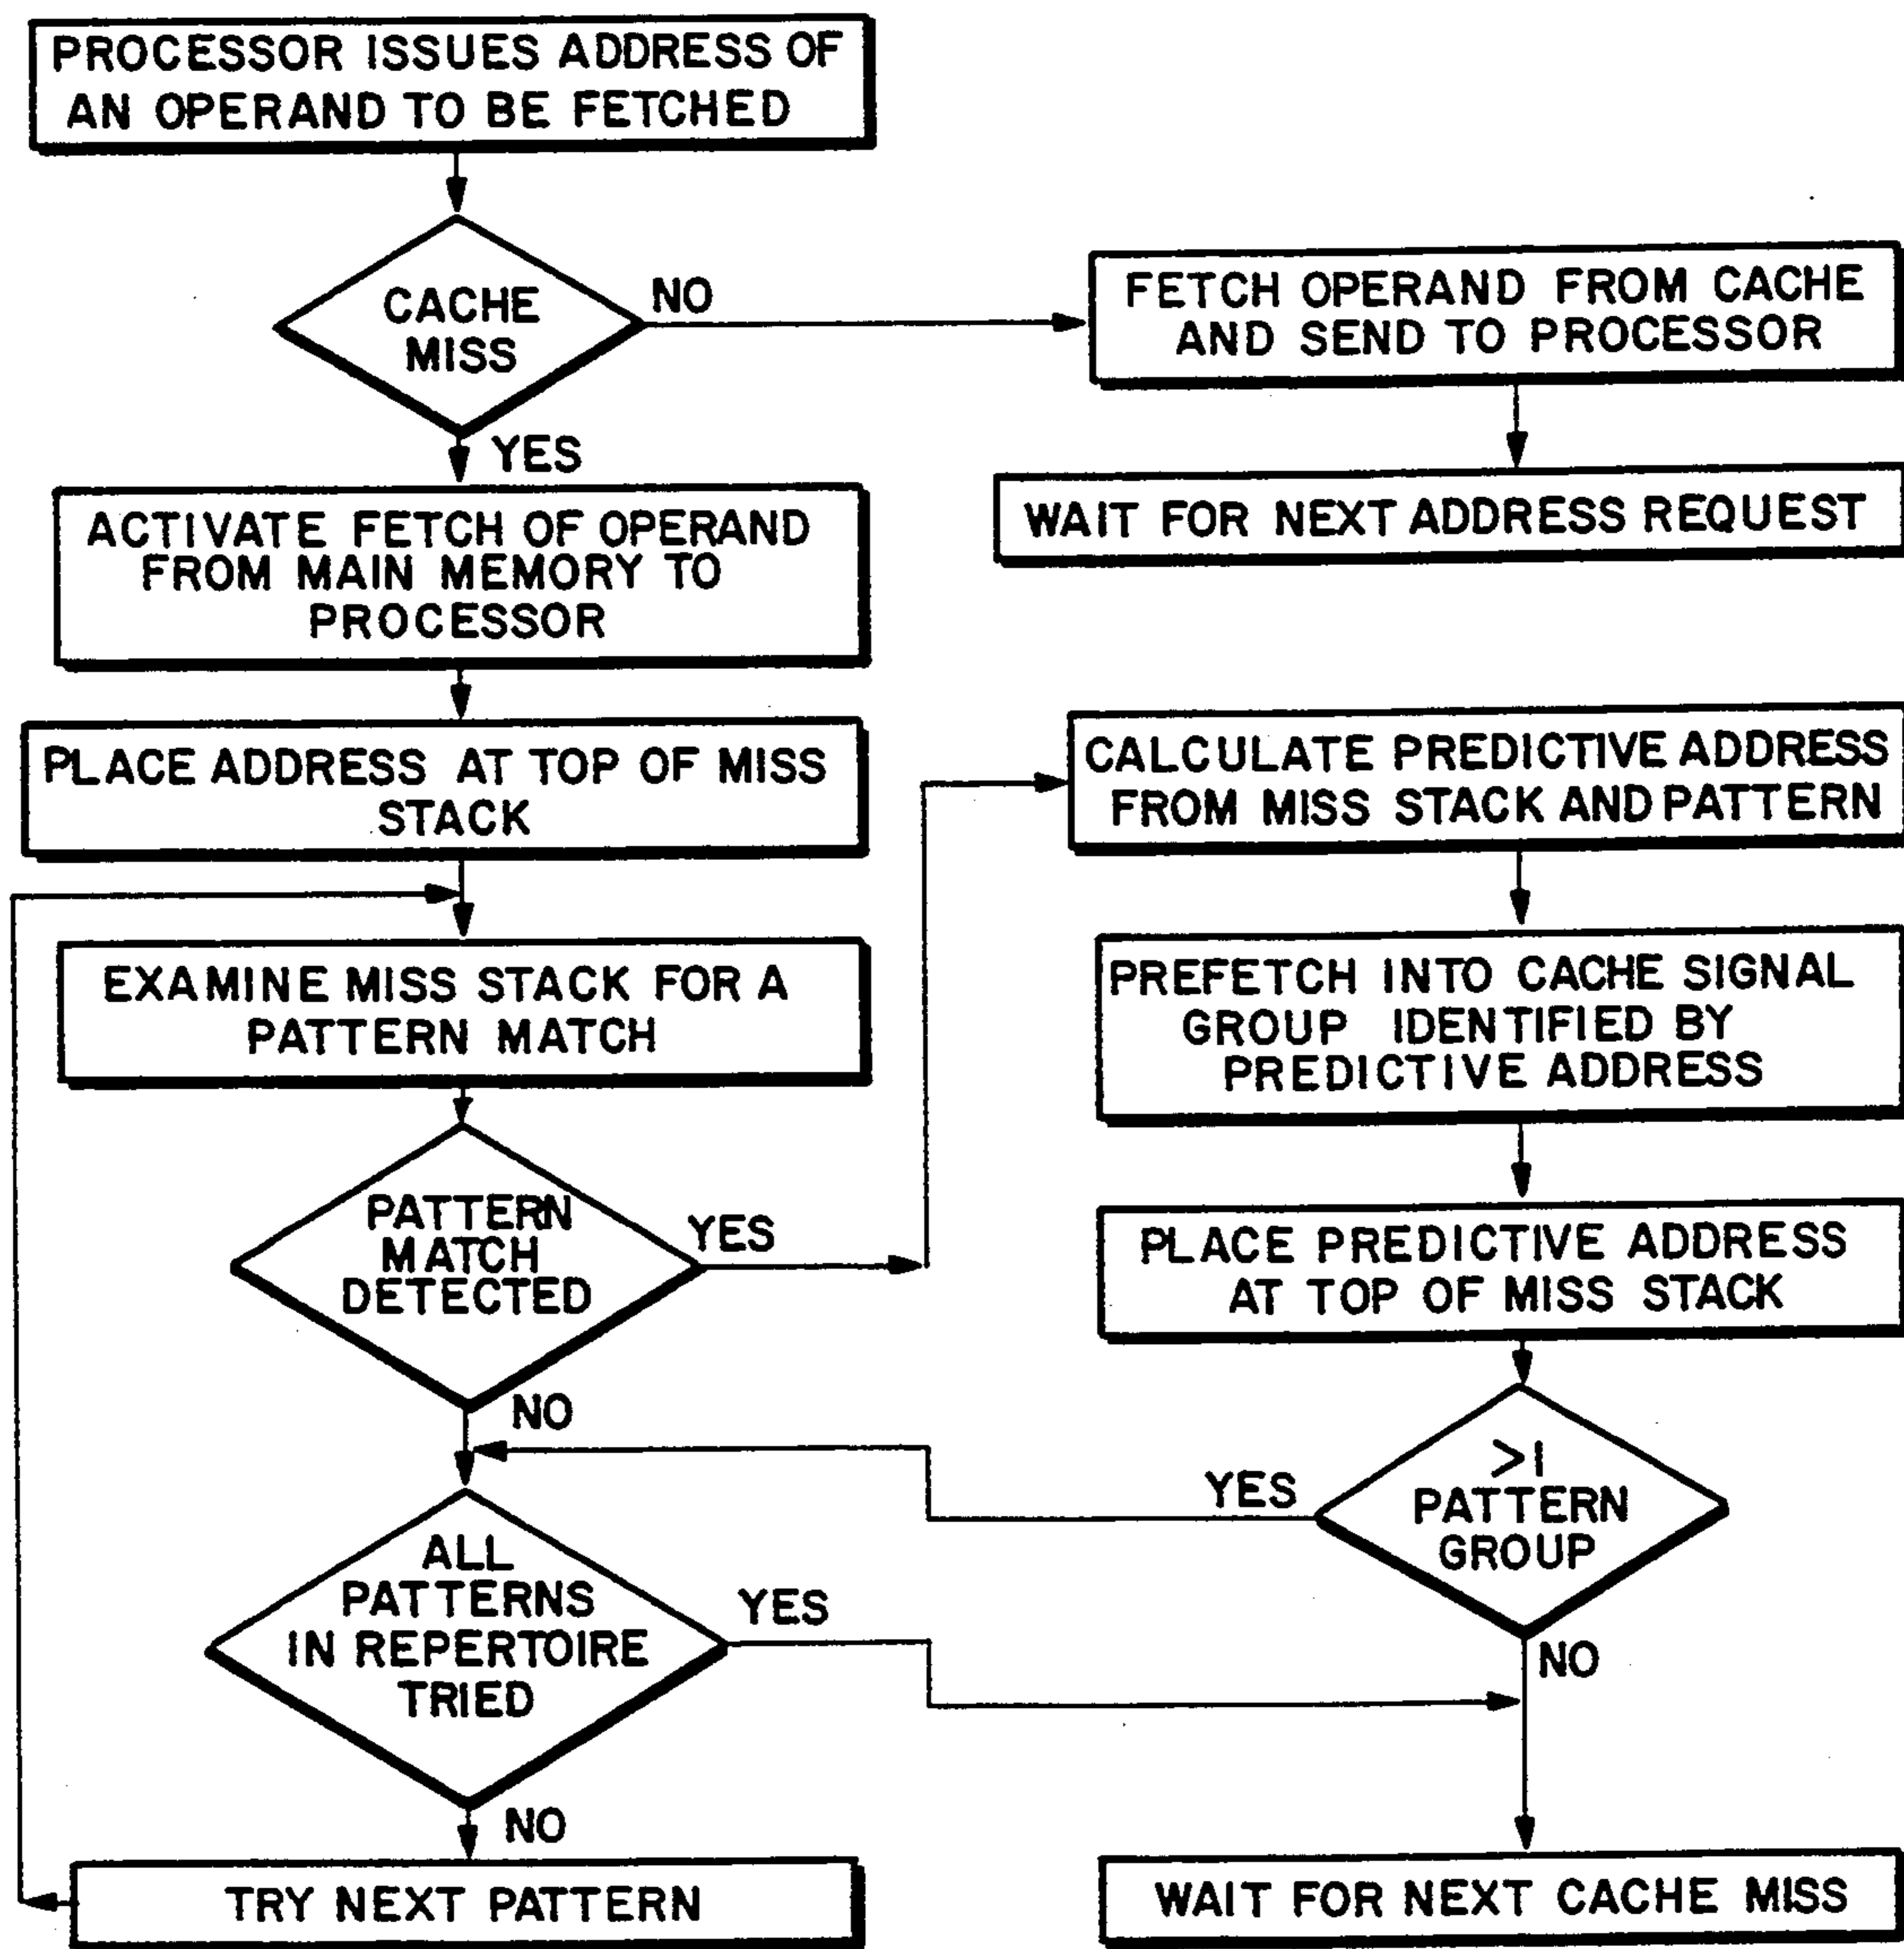 PROCESSOR ISSUES ADDRESS OF
AN OPERAND TO BE FETCHED
CACHE
MISS
NO
FETCH OPERAND FROM CACHE
AND SEND TO PROCESSOR
WAIT FOR NEXT ADDRESS REQUEST
YES
ACTIVATE FETCH OF OPERAND
FROM MAIN MEMORY TO
PROCESSOR
PLACE ADDRESS AT TOP OF MISS
STACK
EXAMINE MISS STACK FOR A
PATTERN MATCH
PATTERN
MATCH
DETECTED
YES
CALCULATE PREDICTIVE ADDRESS
FROM MISS STACK AND PATTERN
PREFETCH INTO CACHE SIGNAL
GROUP IDENTIFIED BY
PREDICTIVE ADDRESS
PLACE PREDICTIVE ADDRESS
AT TOP OF MISS STACK
>1
PATTERN
GROUP
YES
NO
NO
ALL
PATTERNS
IN REPERTOIRE
TRIED
YES
NO
TRY NEXT PATTERN
WAIT FOR NEXT CACHE MISS